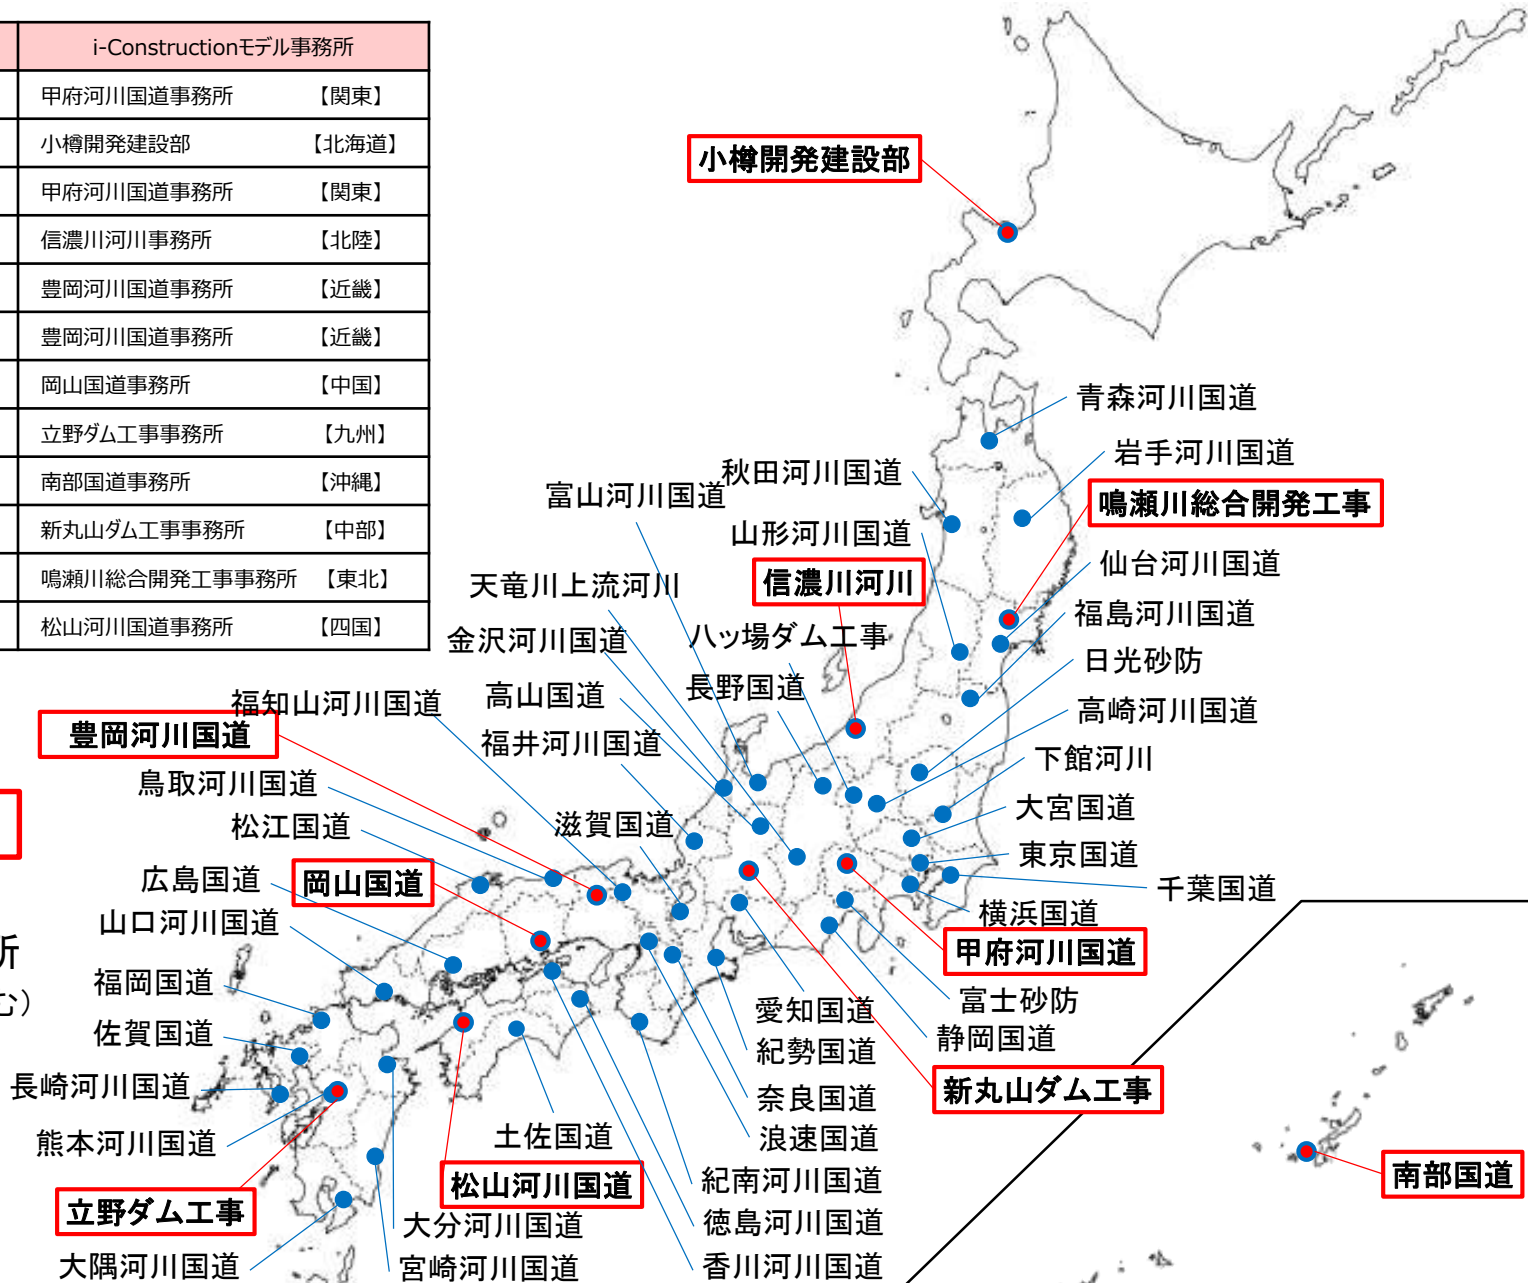 i-Constructionモデル事務所
甲府河川国道事務所 【関東】
小樽開発建設部 【北海道】
甲府河川国道事務所 【関東】
信濃川河川事務所 【北陸】
豊岡河川国道事務所 【近畿】
豊岡河川国道事務所 【近畿】
岡山国道事務所 【中国】
立野ダム工事事務所 【九州】
南部国道事務所 【沖縄】
新丸山ダム工事事務所 【中部】
鳴瀬川総合開発工事事務所 【東北】
松山河川国道事務所 【四国】
小樽開発建設部
青森河川国道
岩手河川国道
秋田河川国道
富山河川国道
鳴瀬川総合開発工事
山形河川国道
仙台河川国道
信濃川河川
天竜川上流河川
福島河川国道
八ッ場ダム工事
金沢河川国道
日光砂防
長野国道
高山国道
福知山河川国道
高崎河川国道
豊岡河川国道
福井河川国道
下館河川
鳥取河川国道
大宮国道
滋賀国道
松江国道
東京国道
広島国道
岡山国道
千葉国道
横浜国道
山口河川国道
甲府河川国道
所
福岡国道
む）
富士砂防
愛知国道
佐賀国道
静岡国道
紀勢国道
長崎河川国道
新丸山ダム工事
奈良国道
熊本河川国道
土佐国道
浪速国道
南部国道
松山河川国道
紀南河川国道
立野ダム工事
大分河川国道
徳島河川国道
大隅河川国道
宮崎河川国道
香川河川国道